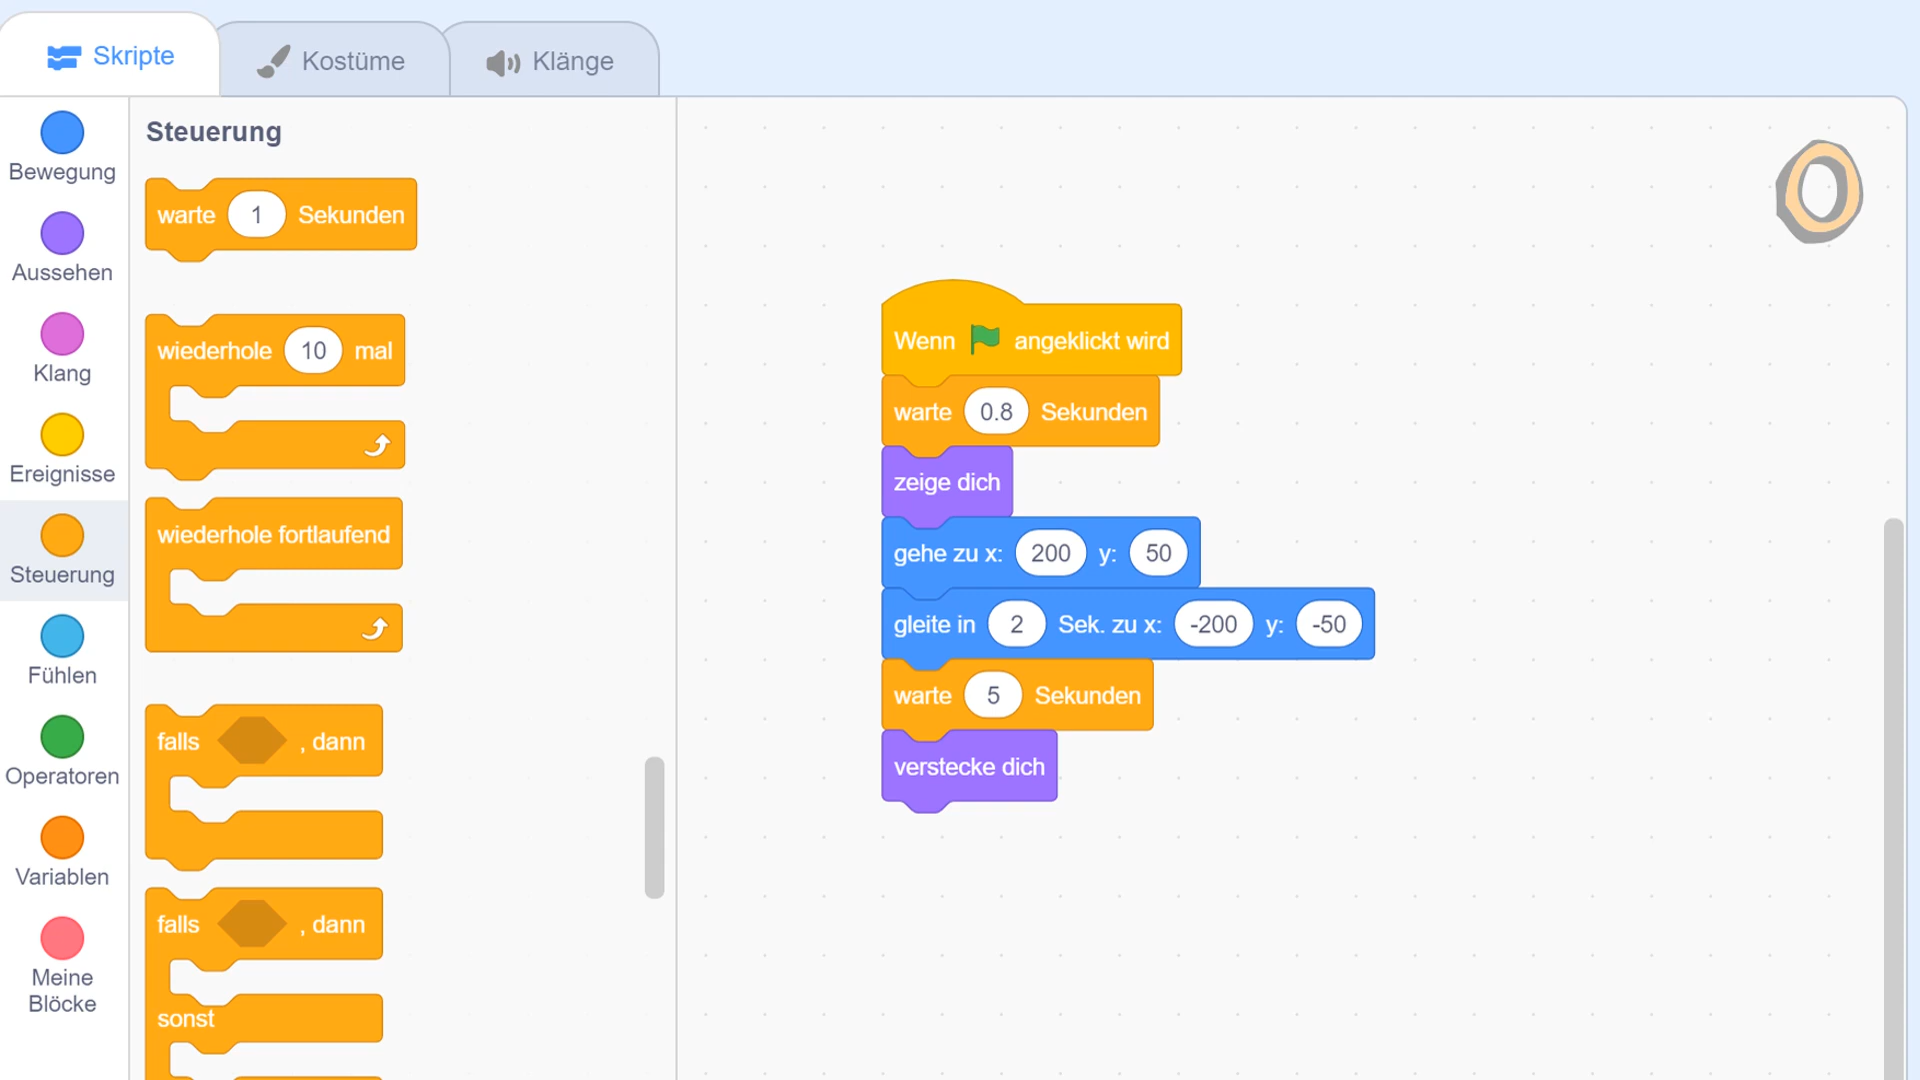 Skripte
Kostüme
Klänge
Bewegung
Aussehen
Klang
Ereignisse
Steuerung
Fühlen
Operatoren
Variablen
Meine
Blöcke
Steuerung
warte 1 Sekunden
wiederhole 10 mal
wiederhole fortlaufend
falls , dann
falls , dann
sonst
Wenn angeklickt wird
warte 0.8 Sekunden
zeige dich
gehe zu x: 200 y: 50
gleite in 2 Sek. zu x: -200 y: -50
warte 5 Sekunden
verstecke dich
O